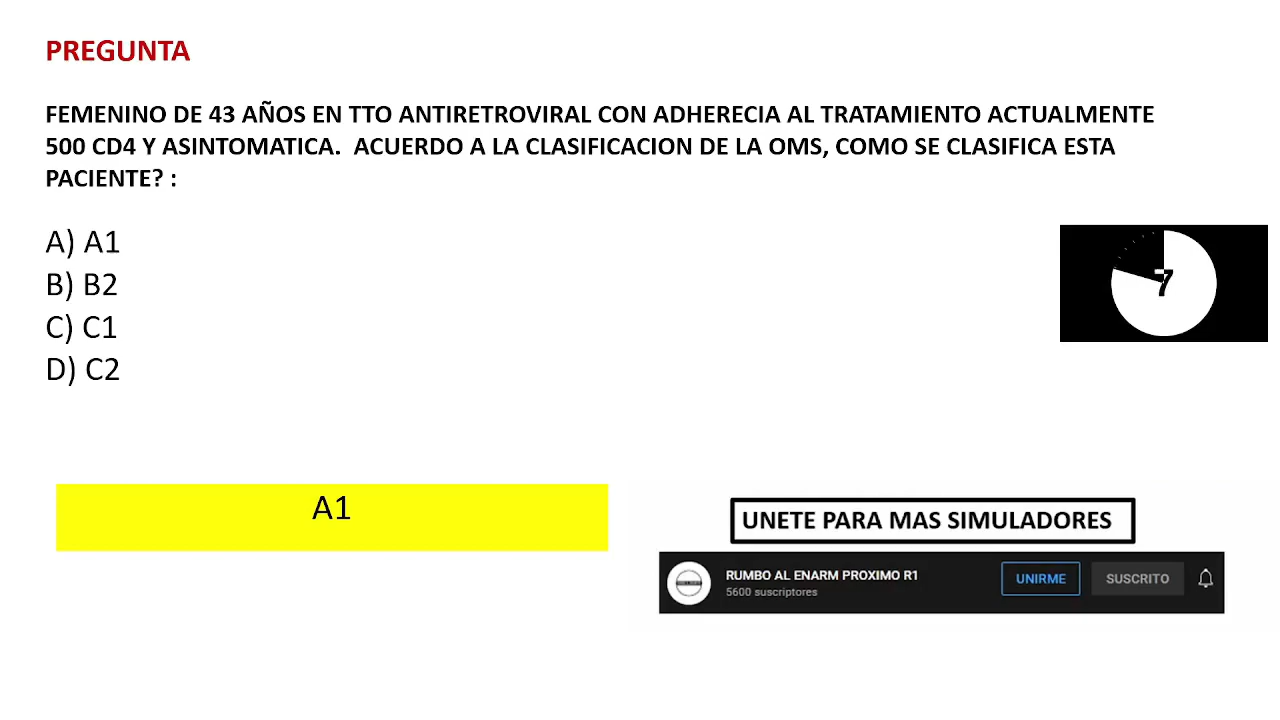 PREGUNTA
FEMENINO DE 43 AÑOS EN TTO ANTIRETROVIRAL CON ADHERECIA AL TRATAMIENTO ACTUALMENTE
500 CD4 Y ASINTOMATICA.  ACUERDO A LA CLASIFICACION DE LA OMS, COMO SE CLASIFICA ESTA
PACIENTE? :
A) A1
B) B2
C) C1
D) C2
7
A1
UNETE PARA MAS SIMULADORES
RUMBO AL ENARM PROXIMO R1
5600 suscriptores
UNIRME
SUSCRITO